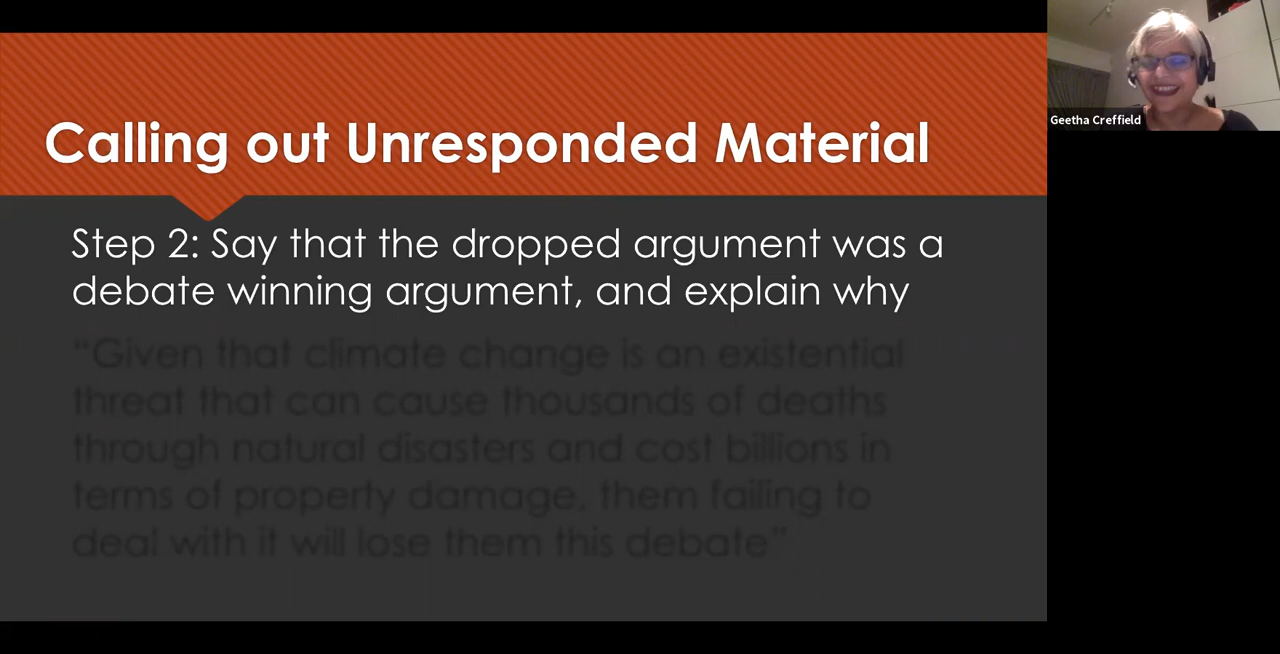 Calling out Unresponded Material
Geetha Creffield
Step 2: Say that the dropped argument was a
debate winning argument, and explain why
“Given that climate change is an existential
threat that can cause thousands of deaths
through natural disasters and cost billions in
terms of property damage, them failing to
deal with it will lose them this debate”